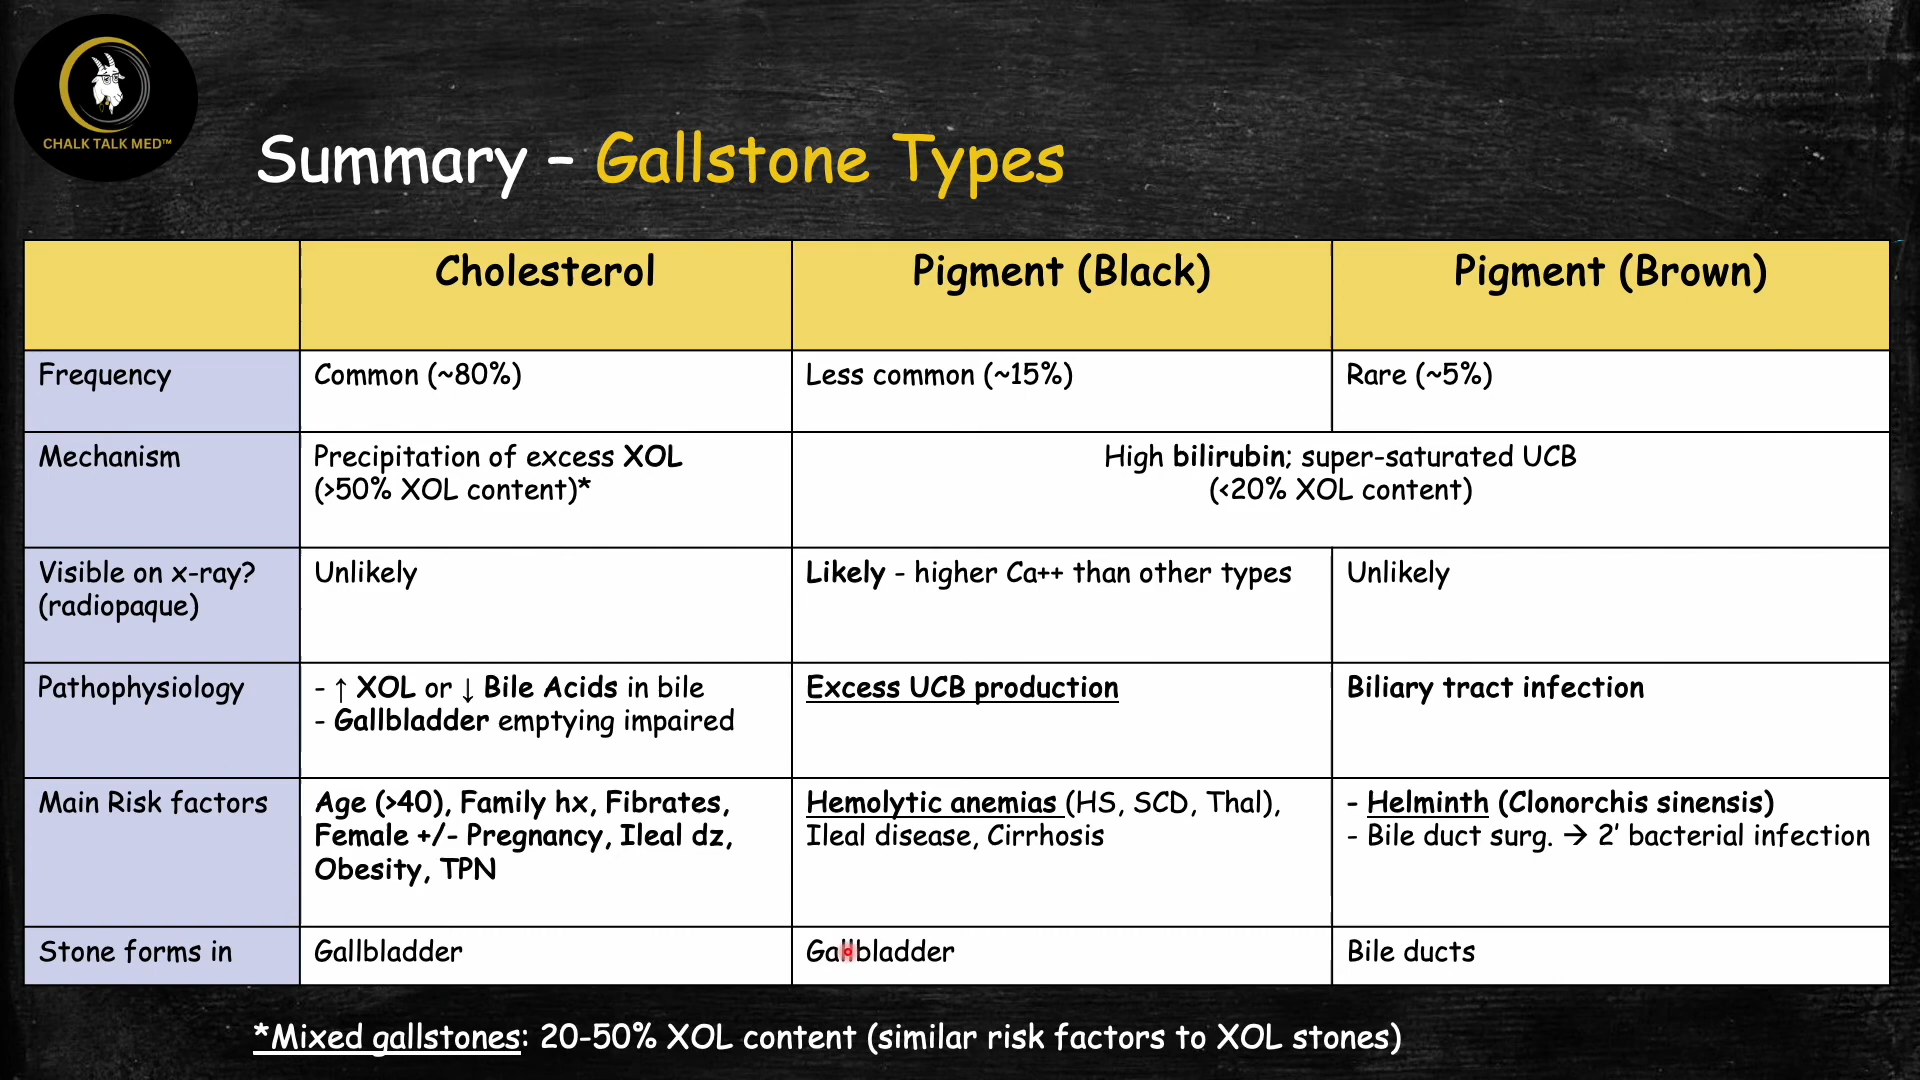 CHALK TALK MED™
Summary – Gallstone Types
Cholesterol
Pigment (Black)
Pigment (Brown)
Frequency
Common (~80%)
Less common (~15%)
Rare (~5%)
Mechanism
Precipitation of excess XOL
(>50% XOL content)*
High bilirubin; super-saturated UCB
(<20% XOL content)
Visible on x-ray?
(radiopaque)
Unlikely
Likely - higher Ca++ than other types
Unlikely
Pathophysiology
- ↑ XOL or ↓ Bile Acids in bile
- Gallbladder emptying impaired
Excess UCB production
Biliary tract infection
Main Risk factors
Age (>40), Family hx, Fibrates,
Female +/- Pregnancy, Ileal dz,
Obesity, TPN
Hemolytic anemias (HS, SCD, Thal),
Ileal disease, Cirrhosis
- Helminth (Clonorchis sinensis)
- Bile duct surg. → 2’ bacterial infection
Stone forms in
Gallbladder
Gallbladder
Bile ducts
*Mixed gallstones: 20-50% XOL content (similar risk factors to XOL stones)